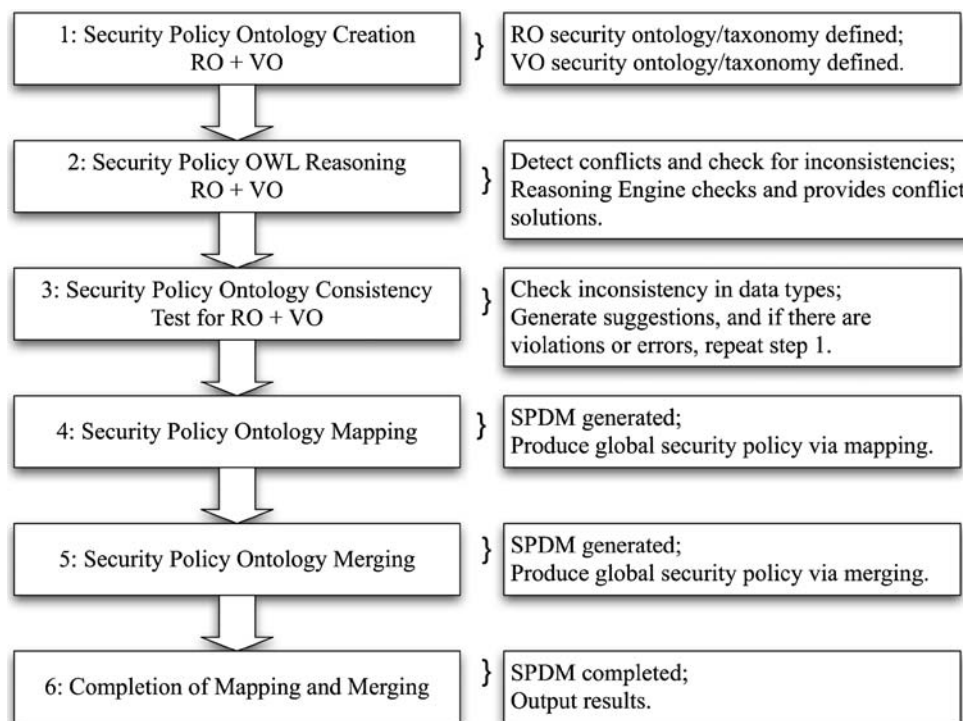 1: Security Policy Ontology Creation
RO + VO
}
RO security ontology/taxonomy defined;
VO security ontology/taxonomy defined.
2: Security Policy OWL Reasoning
RO + VO
}
Detect conflicts and check for inconsistencies;
Reasoning Engine checks and provides conflict
solutions.
3: Security Policy Ontology Consistency
Test for RO + VO
}
Check inconsistency in data types;
Generate suggestions, and if there are
violations or errors, repeat step 1.
4: Security Policy Ontology Mapping
}
SPDM generated;
Produce global security policy via mapping.
5: Security Policy Ontology Merging
}
SPDM generated;
Produce global security policy via merging.
6: Completion of Mapping and Merging
}
SPDM completed;
Output results.